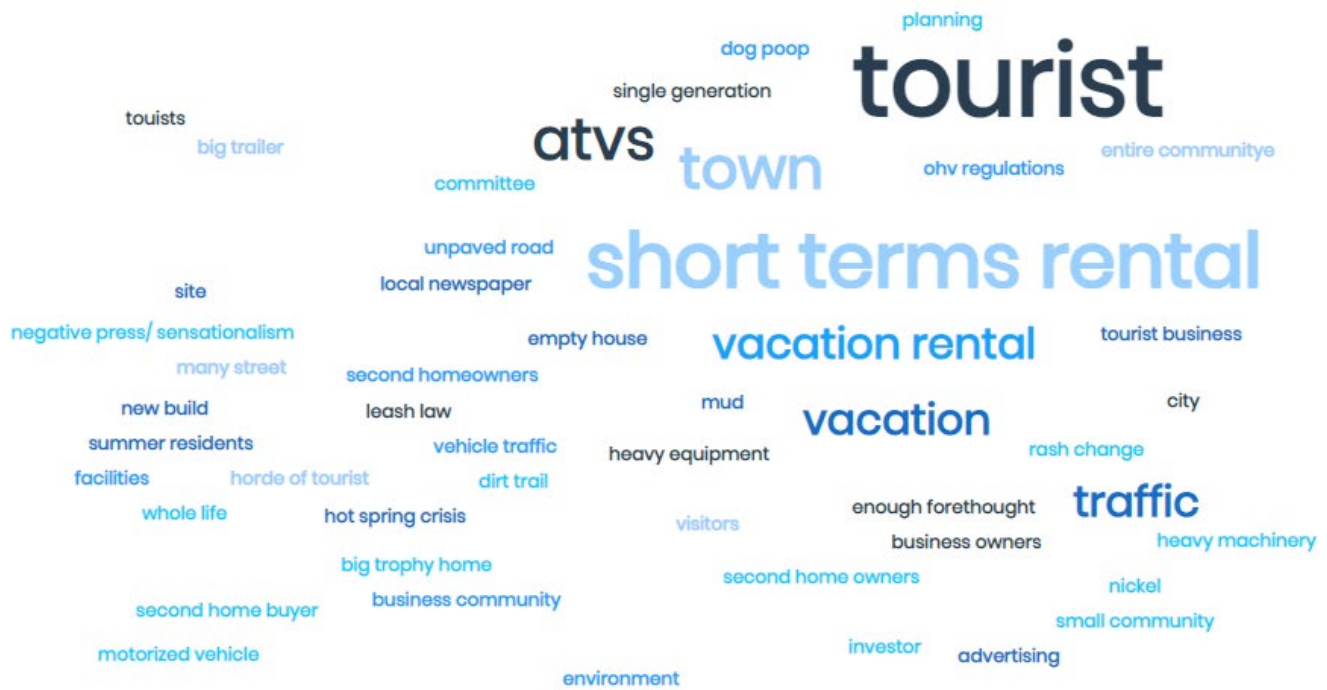 planning
dog poop
tourist
single generation
touists
atvs
big trailer
town
entire communitye
ohv regulations
committee
unpaved road
short terms rental
local newspaper
site
negative press/ sensationalism
empty house
vacation rental
tourist business
many street
second homeowners
new build
leash law
mud
vacation
city
summer residents
vehicle traffic
heavy equipment
rash change
facilities
horde of tourist
dirt trail
traffic
whole life
hot spring crisis
visitors
enough forethought
business owners
heavy machinery
big trophy home
second home owners
nickel
second home buyer
business community
small community
motorized vehicle
investor
advertising
environment